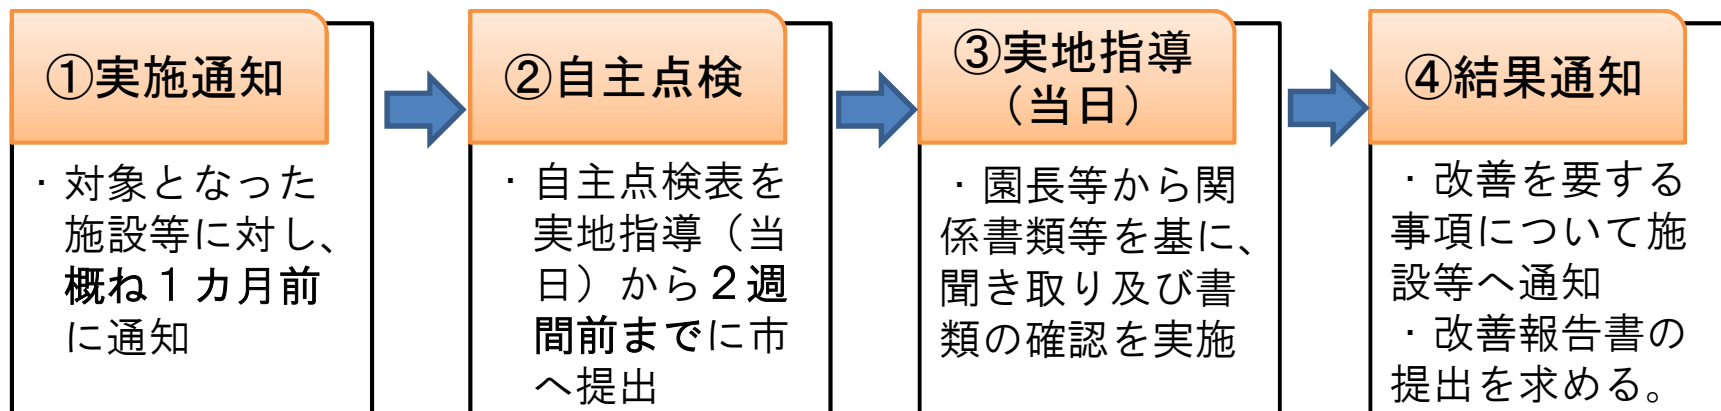 ①実施通知
・対象となった
施設等に対し、
概ね１カ月前
に通知
②自主点検
・自主点検表を
実地指導（当
日）から２週
間前までに市
へ提出
③実地指導
（当日）
・園長等から関
係書類等を基に、
聞き取り及び書
類の確認を実施
④結果通知
・改善を要する
事項について施
設等へ通知
・改善報告書の
提出を求める。